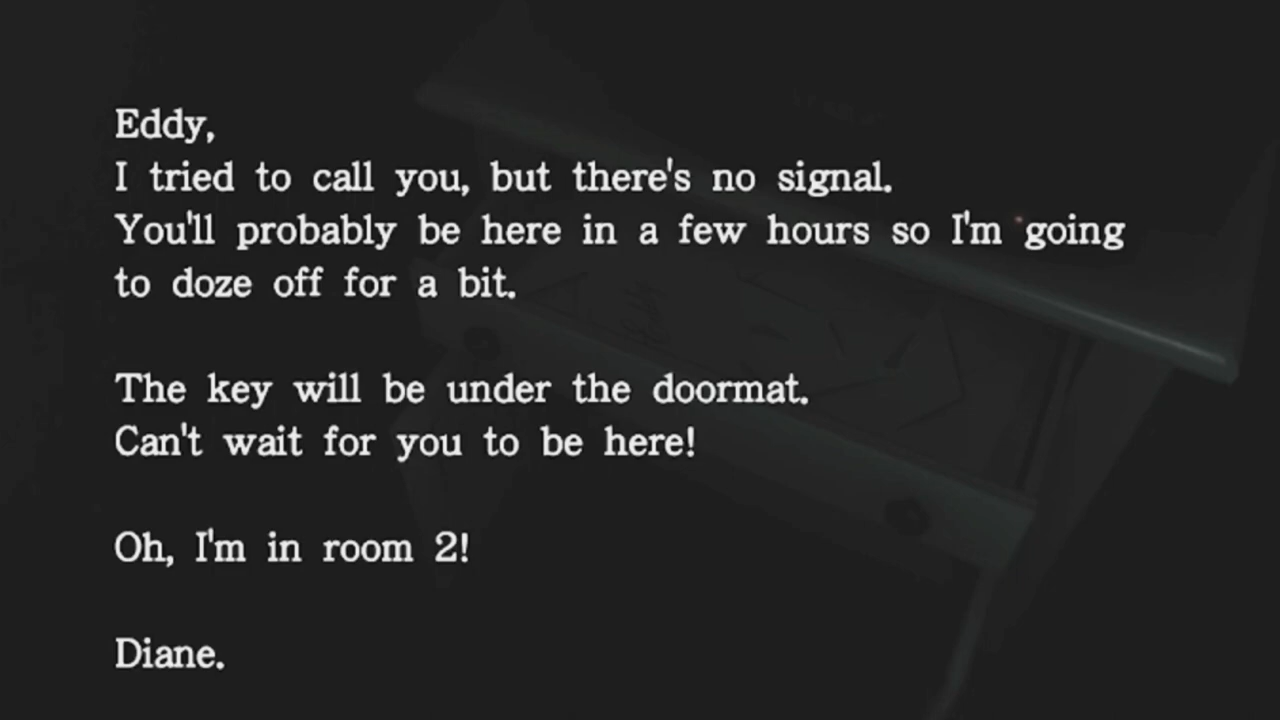 Eddy,
I tried to call you, but there's no signal.
You'll probably be here in a few hours so I'm going
to doze off for a bit.
The key will be under the doormat.
Can't wait for you to be here!
Oh, I'm in room 2!
Diane.